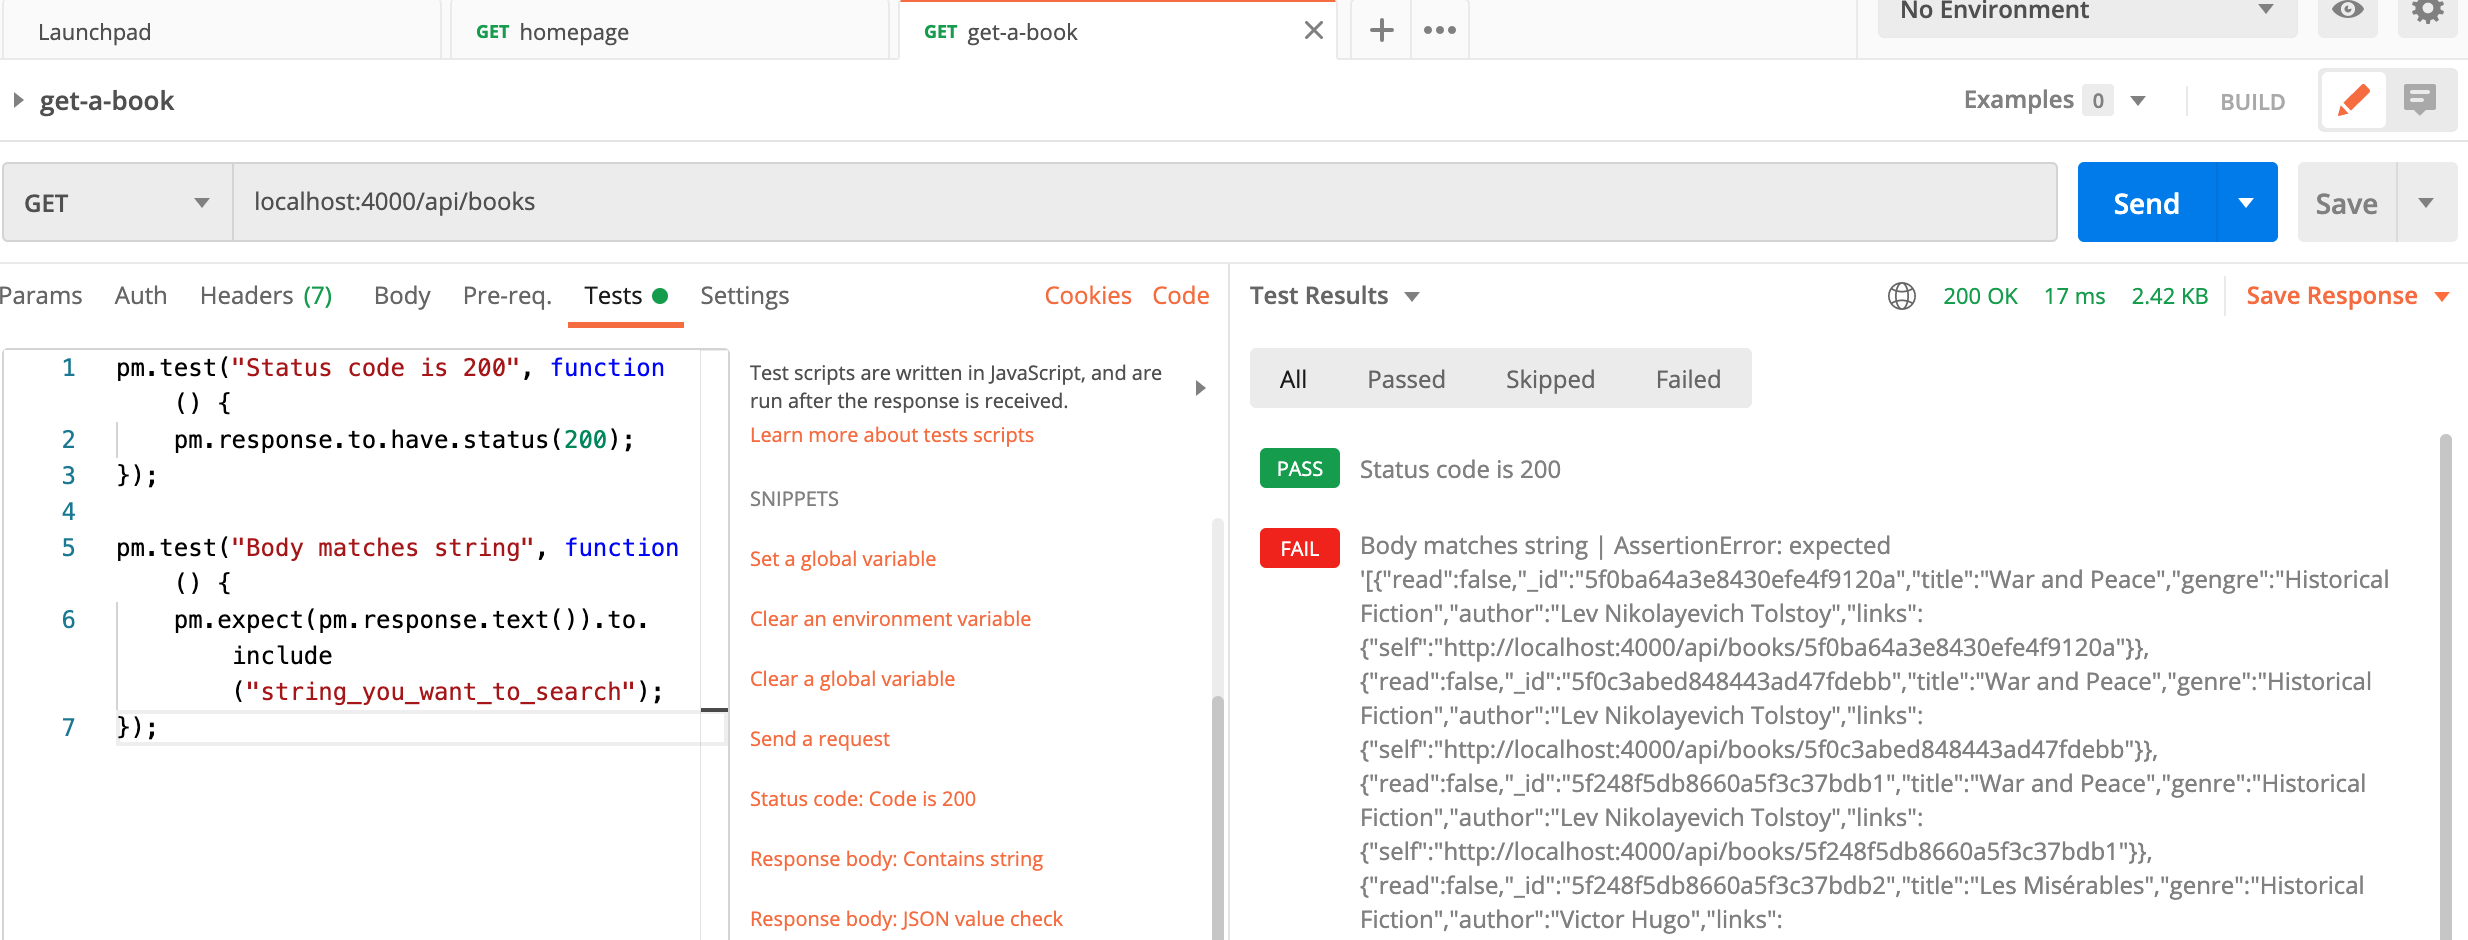 Launchpad
GET homepage
GET get-a-book
No Environment
get-a-book
Examples 0
BUILD
GET
localhost:4000/api/books
Send
Save
Params Auth Headers (7) Body Pre-req. Tests Settings Cookies Code
1 pm.test("Status code is 200", function
() {
2 pm.response.to.have.status(200);
3 });
4
5 pm.test("Body matches string", function
() {
6 pm.expect(pm.response.text()).to.
include
("string_you_want_to_search");
7 });
Test scripts are written in JavaScript, and are
run after the response is received.
Learn more about tests scripts
SNIPPETS
Set a global variable
Clear an environment variable
Clear a global variable
Send a request
Status code: Code is 200
Response body: Contains string
Response body: JSON value check
Test Results
200 OK 17 ms 2.42 KB Save Response
All Passed Skipped Failed
PASS Status code is 200
FAIL Body matches string | AssertionError: expected
'[{"read":false,"_id":"5f0ba64a3e8430efe4f9120a","title":"War and Peace","gengre":"Historical
Fiction","author":"Lev Nikolayevich Tolstoy","links":
{"self":"http://localhost:4000/api/books/5f0ba64a3e8430efe4f9120a"}},
{"read":false,"_id":"5f0c3abed848443ad47fdebb","title":"War and Peace","genre":"Historical
Fiction","author":"Lev Nikolayevich Tolstoy","links":
{"self":"http://localhost:4000/api/books/5f0c3abed848443ad47fdebb"}},
{"read":false,"_id":"5f248f5db8660a5f3c37bdb1","title":"War and Peace","genre":"Historical
Fiction","author":"Lev Nikolayevich Tolstoy","links":
{"self":"http://localhost:4000/api/books/5f248f5db8660a5f3c37bdb1"}},
{"read":false,"_id":"5f248f5db8660a5f3c37bdb2","title":"Les Misérables","genre":"Historical
Fiction","author":"Victor Hugo","links":